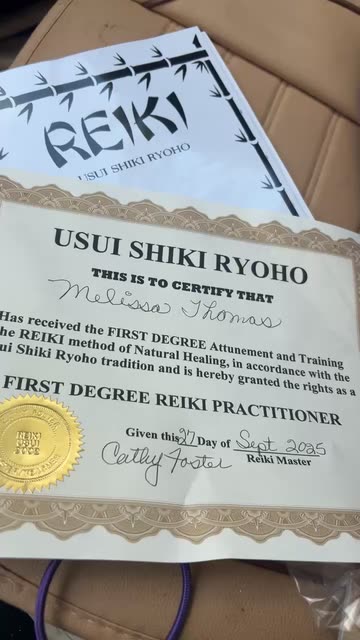 REIKI
USUI SHIKI RYOHO
USUI SHIKI RYOHO
THIS IS TO CERTIFY THAT
Melissa Thomas
Has received the FIRST DEGREE Attunement and Training
the REIKI method of Natural Healing, in accordance with the
ui Shiki Ryoho tradition and is hereby granted the rights as a
FIRST DEGREE REIKI PRACTITIONER
Given this 27 Day of Sept 2025
Cathy Foster Reiki Master
REIKI
USUI